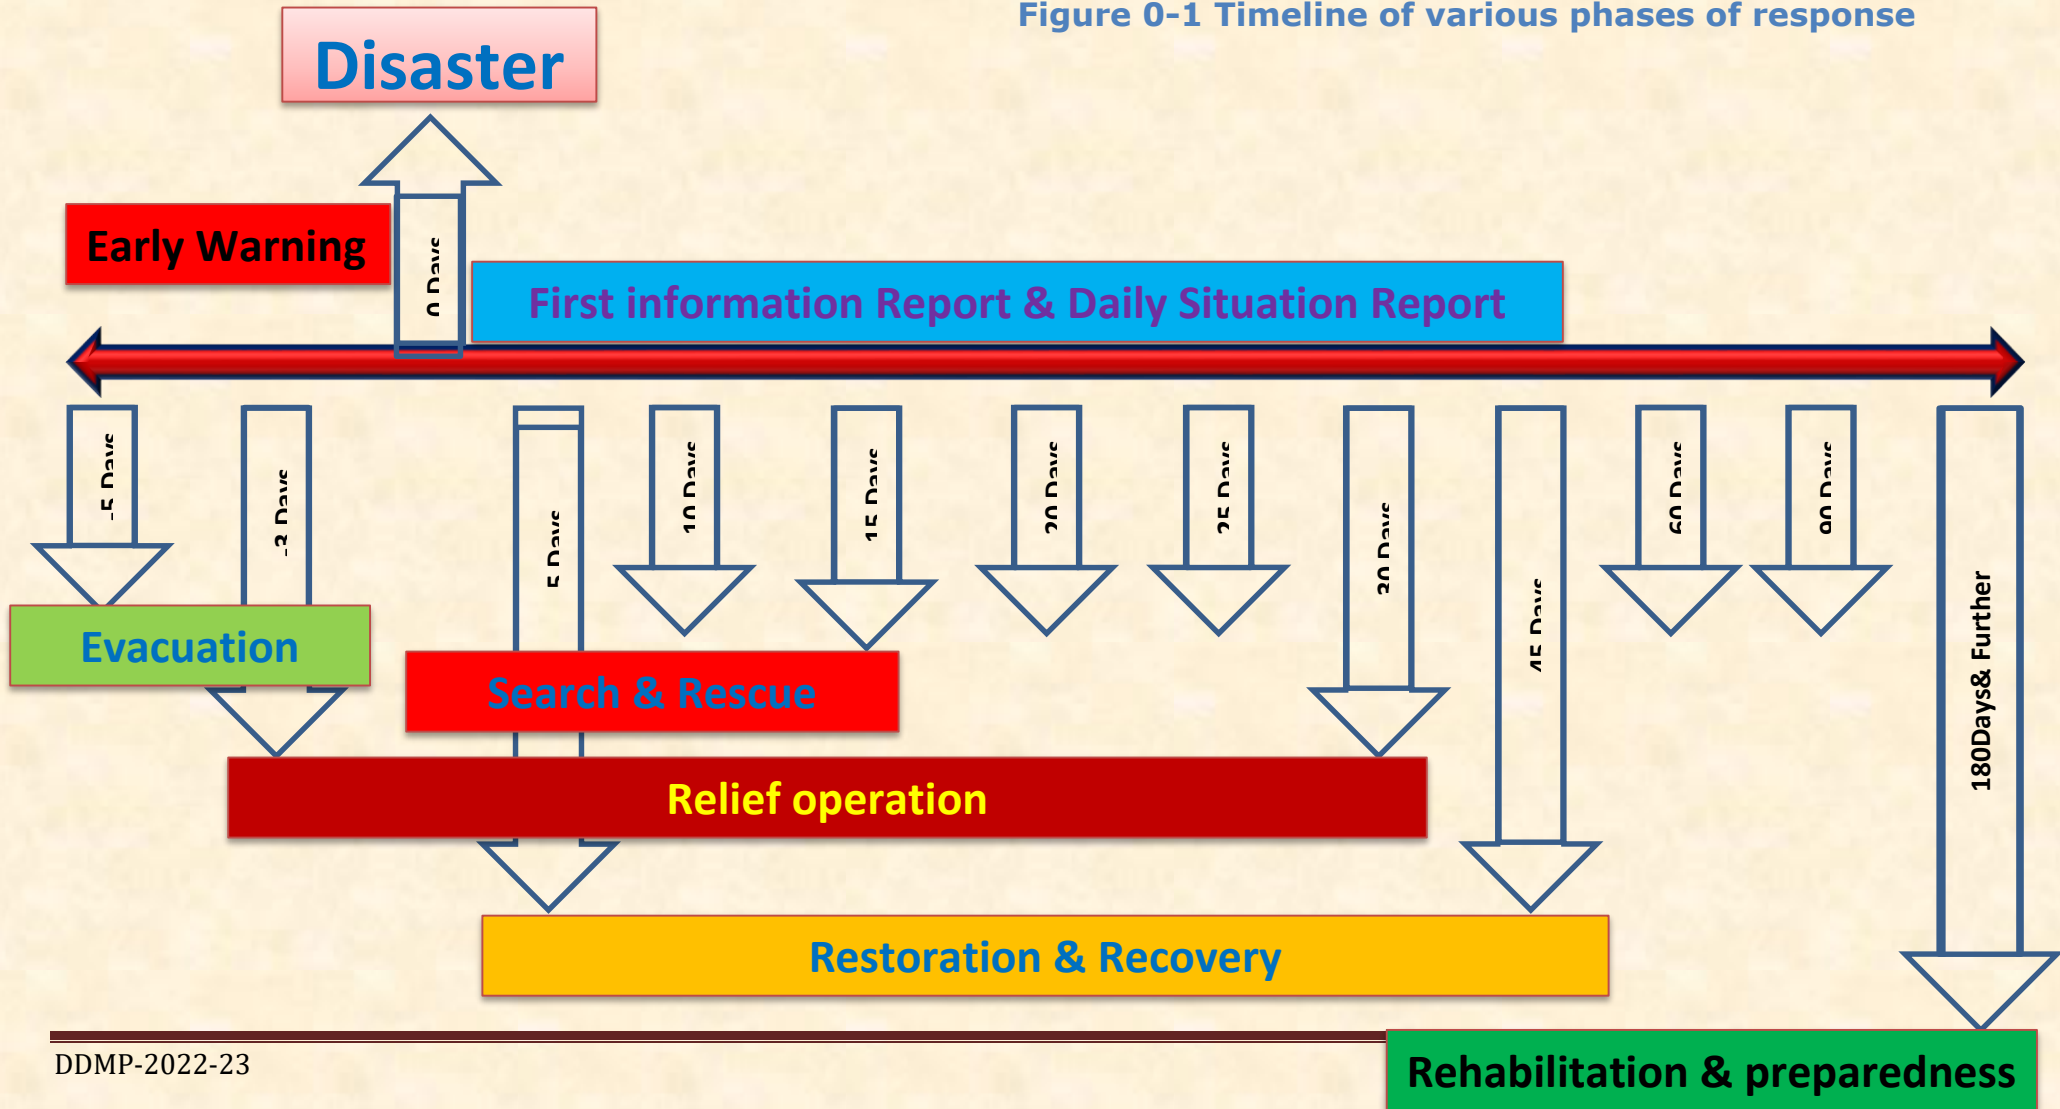 Figure 0-1 Timeline of various phases of response
Disaster
Early Warning
0 Days
First information Report & Daily Situation Report
-5 Days
-3 Days
5 Days
10 Days
15 Days
20 Days
25 Days
30 Days
45 Days
60 Days
90 Days
180Days& Further
Evacuation
Search & Rescue
Relief operation
Restoration & Recovery
DDMP-2022-23
Rehabilitation & preparedness